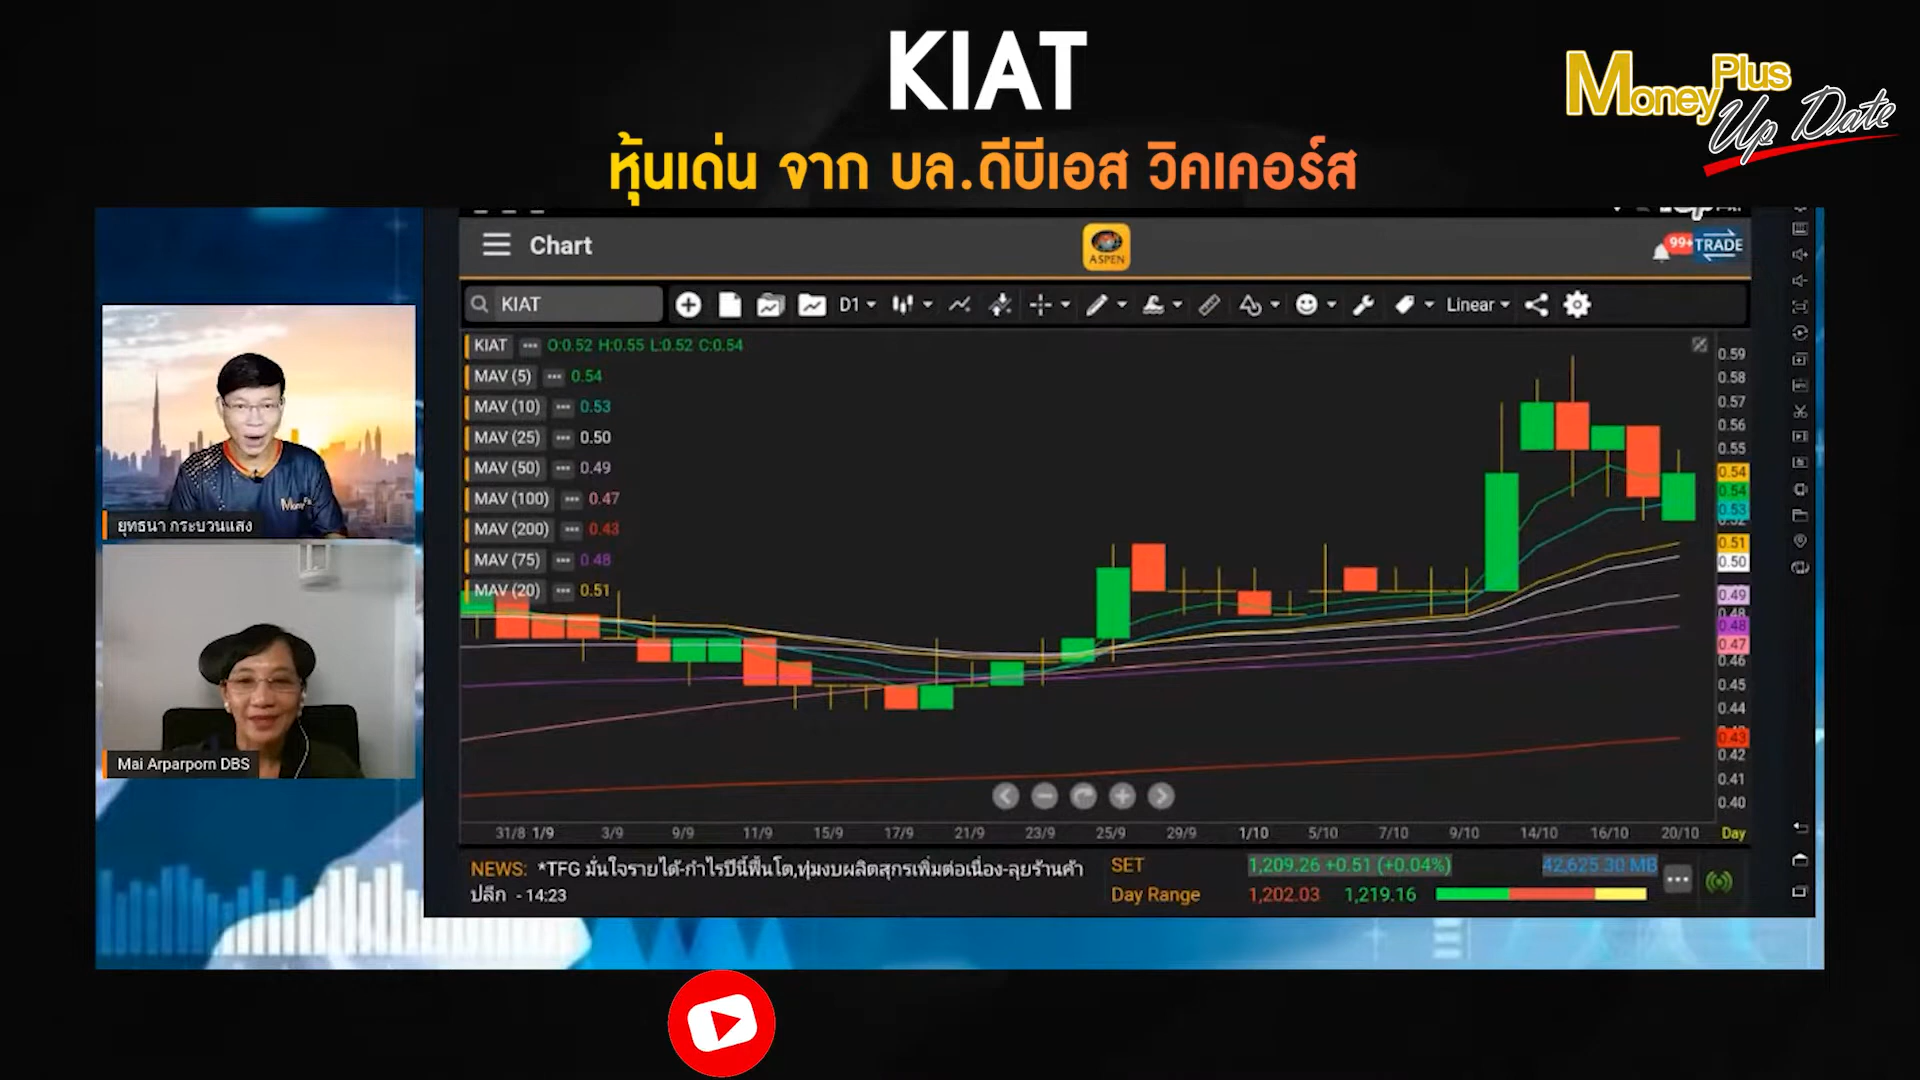 KIAT
หุ้นเด่น จาก บล.ดีบีเอส วิคเคอร์ส
Money Plus
Up Date
Chart
ASPEN
99+
TRADE
KIAT
D1
Linear
KIAT ... O:0.52 H:0.55 L:0.52 C:0.54
MAV (5) ... 0.54
MAV (10) ... 0.53
MAV (25) ... 0.50
MAV (50) ... 0.49
MAV (100) ... 0.47
MAV (200) ... 0.43
MAV (75) ... 0.48
MAV (20) ... 0.51
0.59
0.58
0.57
0.56
0.55
0.54
0.54
0.53
0.52
0.51
0.50
0.49
0.48
0.48
0.47
0.46
0.45
0.44
0.43
0.42
0.41
0.40
31/8 1/9 3/9 9/9 11/9 15/9 17/9 21/9 23/9 25/9 29/9 1/10 5/10 7/10 9/10 14/10 16/10 20/10 Day
NEWS: *TFG มั่นใจรายได้-กำไรปีนี้ฟื้นโต,ทุ่มงบผลิตสุกรเพิ่มต่อเนื่อง-ลุยร้านค้า
ปลีก - 14:23
SET 1,209.26 +0.51 (+0.04%) 42,625.30 MB
Day Range 1,202.03 1,219.16
ยุทธนา กระบวนแสง
Mai Arparporn DBS